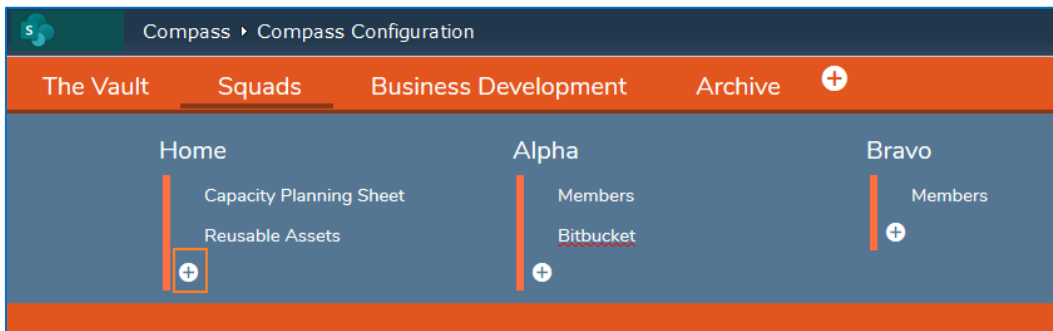 S
Compass ▸ Compass Configuration
The Vault Squads Business Development Archive
Home Alpha Bravo
Capacity Planning Sheet Members Members
Reusable Assets Bitbucket